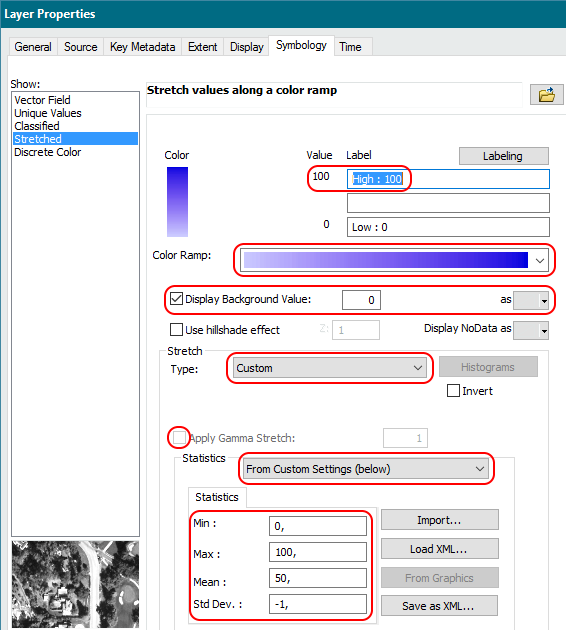 Layer Properties
General Source Key Metadata Extent Display Symbology Time
Show:
Vector Field
Unique Values
Classified
Stretched
Discrete Color
Stretch values along a color ramp
Color Value Label Labeling
100 High : 100
0 Low : 0
Color Ramp:
Display Background Value: 0 as
Use hillshade effect Z: 1 Display NoData as
Stretch
Type: Custom Histograms
Invert
Apply Gamma Stretch: 1
Statistics From Custom Settings (below)
Statistics
Min : 0, Import...
Max : 100, Load XML...
Mean : 50, From Graphics
Std Dev. : -1, Save as XML...